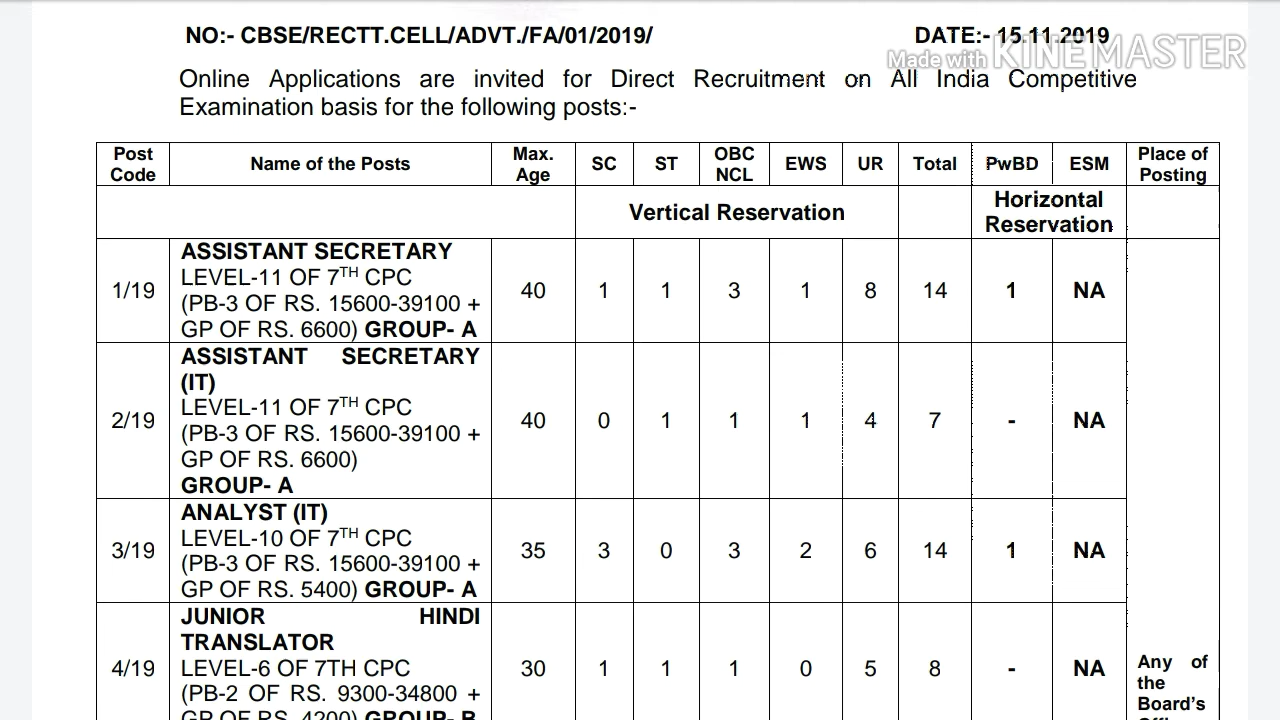 NO:- CBSE/RECTT.CELL/ADVT./FA/01/2019/ DATE:- 15.11.2019
Made with KINEMASTER
Online Applications are invited for Direct Recruitment on All India Competitive
Examination basis for the following posts:-
Post Code Name of the Posts Max. Age SC ST OBC NCL EWS UR Total PwBD ESM Place of Posting
Vertical Reservation Horizontal Reservation
ASSISTANT SECRETARY
LEVEL-11 OF 7TH CPC
1/19 (PB-3 OF RS. 15600-39100 + 40 1 1 3 1 8 14 1 NA
GP OF RS. 6600) GROUP- A
ASSISTANT SECRETARY
(IT)
LEVEL-11 OF 7TH CPC
2/19 (PB-3 OF RS. 15600-39100 + 40 0 1 1 1 4 7 - NA
GP OF RS. 6600)
GROUP- A
ANALYST (IT)
LEVEL-10 OF 7TH CPC
3/19 (PB-3 OF RS. 15600-39100 + 35 3 0 3 2 6 14 1 NA
GP OF RS. 5400) GROUP- A
JUNIOR HINDI
TRANSLATOR
4/19 LEVEL-6 OF 7TH CPC 30 1 1 1 0 5 8 - NA
(PB-2 OF RS. 9300-34800 +
GP OF RS. 4200) GROUP- B
Any of
the
Board's